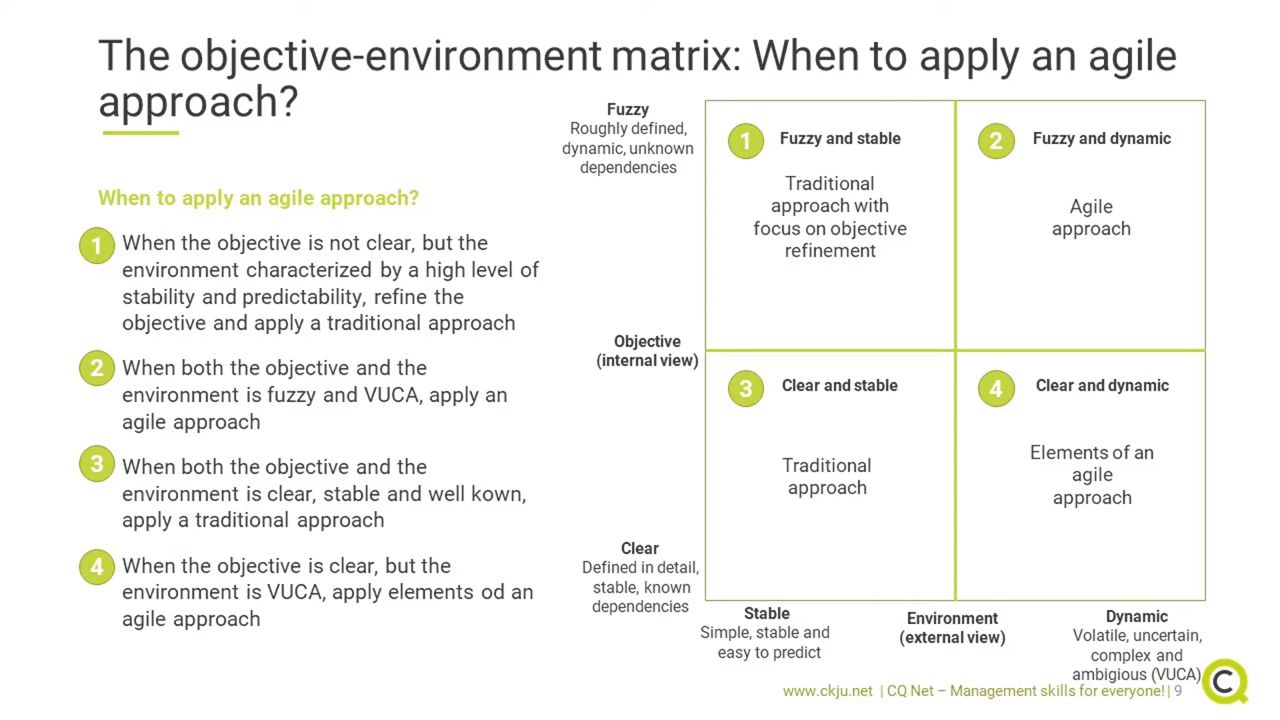 The objective-environment matrix: When to apply an agile
approach?
When to apply an agile approach?
1
When the objective is not clear, but the
environment characterized by a high level of
stability and predictability, refine the
objective and apply a traditional approach
2
When both the objective and the
environment is fuzzy and VUCA, apply an
agile approach
3
When both the objective and the
environment is clear, stable and well kown,
apply a traditional approach
4
When the objective is clear, but the
environment is VUCA, apply elements od an
agile approach
Fuzzy
Roughly defined,
dynamic, unknown
dependencies
Objective
(internal view)
Clear
Defined in detail,
stable, known
dependencies
1
Fuzzy and stable
Traditional
approach with
focus on objective
refinement
2
Fuzzy and dynamic
Agile
approach
3
Clear and stable
Traditional
approach
4
Clear and dynamic
Elements of an
agile
approach
Stable
Simple, stable and
easy to predict
Environment
(external view)
Dynamic
Volatile, uncertain,
complex and
ambigious (VUCA)
www.ckju.net | CQ Net – Management skills for everyone! | 9
CQ